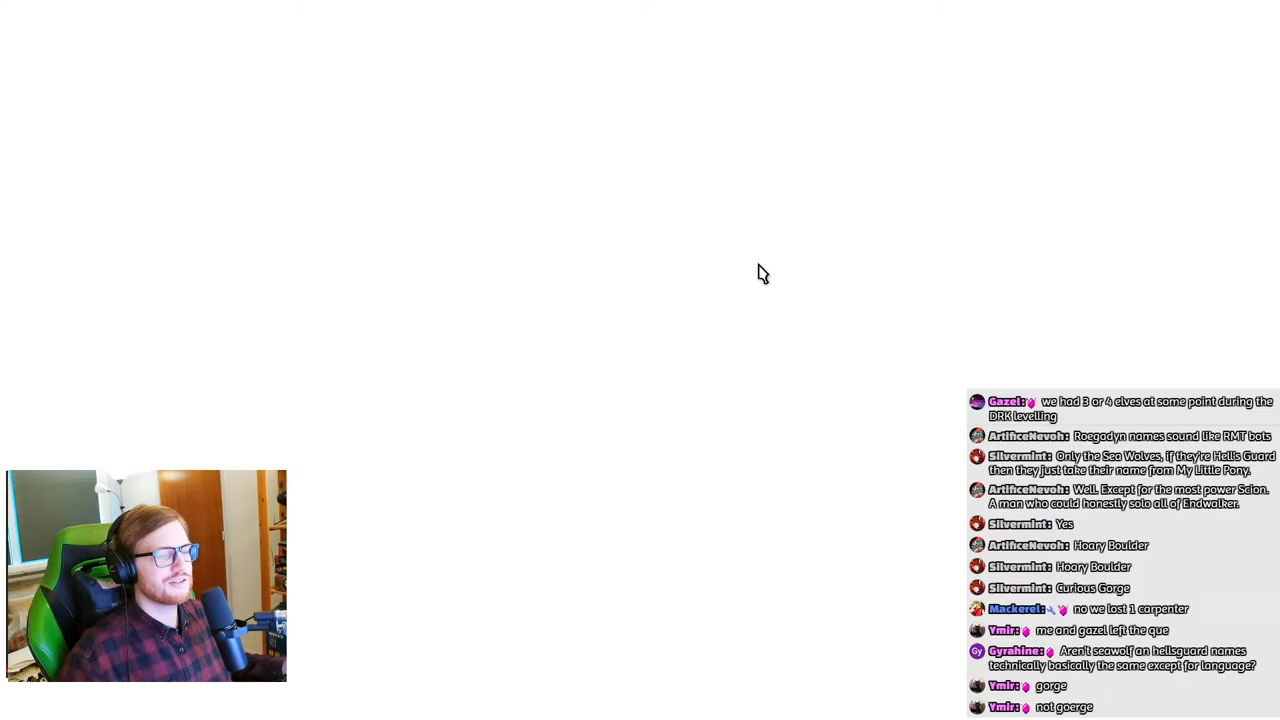 Gazel: we had 3 or 4 elves at some point during the
DRK levelling
ArtificeNevoh: Roegadyn names sound like RMT bots
Silvermint: Only the Sea Wolves, if they're Hell's Guard
then they just take their name from My Little Pony.
ArtificeNevoh: Well. Except for the most power Scion.
A man who could honestly solo all of Endwalker.
Silvermint: Yes
ArtificeNevoh: Hoary Boulder
Silvermint: Hoary Boulder
Silvermint: Curious Gorge
Mackerel: no we lost 1 carpenter
Ymir: me and gazel left the que
Gy Gyrahine: Aren't seawolf an hellsguard names
technically basically the same except for language?
Ymir: gorge
Ymir: not goerge